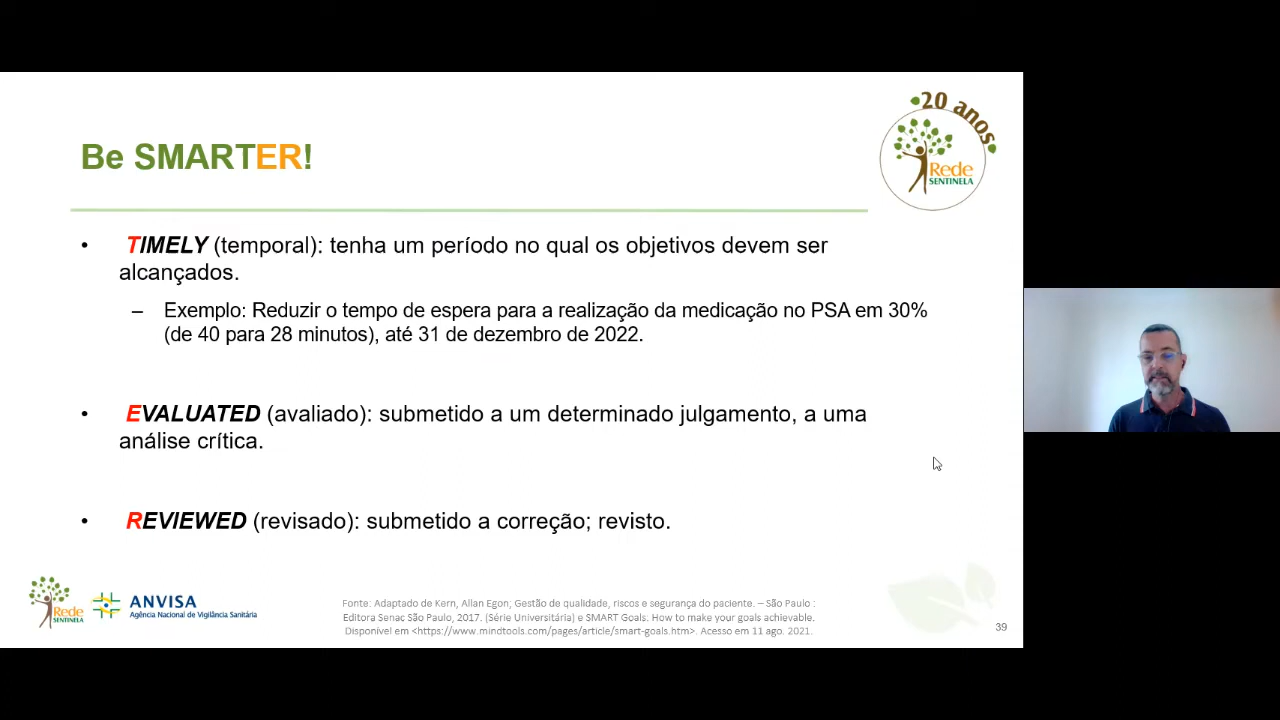 20 anos
Rede
SENTINELA
Be SMARTER!
• TIMELY (temporal): tenha um período no qual os objetivos devem ser
alcançados.
– Exemplo: Reduzir o tempo de espera para a realização da medicação no PSA em 30%
(de 40 para 28 minutos), até 31 de dezembro de 2022.
• EVALUATED (avaliado): submetido a um determinado julgamento, a uma
análise crítica.
• REVIEWED (revisado): submetido a correção; revisto.
Rede
SENTINELA
ANVISA
Agência Nacional de Vigilância Sanitária
Fonte: Adaptado de Kern, Allan Egon; Gestão de qualidade, riscos e segurança do paciente. – São Paulo :
Editora Senac São Paulo, 2017. (Série Universitária) e SMART Goals: How to make your goals achievable.
Disponível em <https://www.mindtools.com/pages/article/smart-goals.htm>. Acesso em 11 ago. 2021.
39